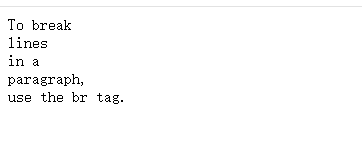 To break
lines
in a
paragraph,
use the br tag.